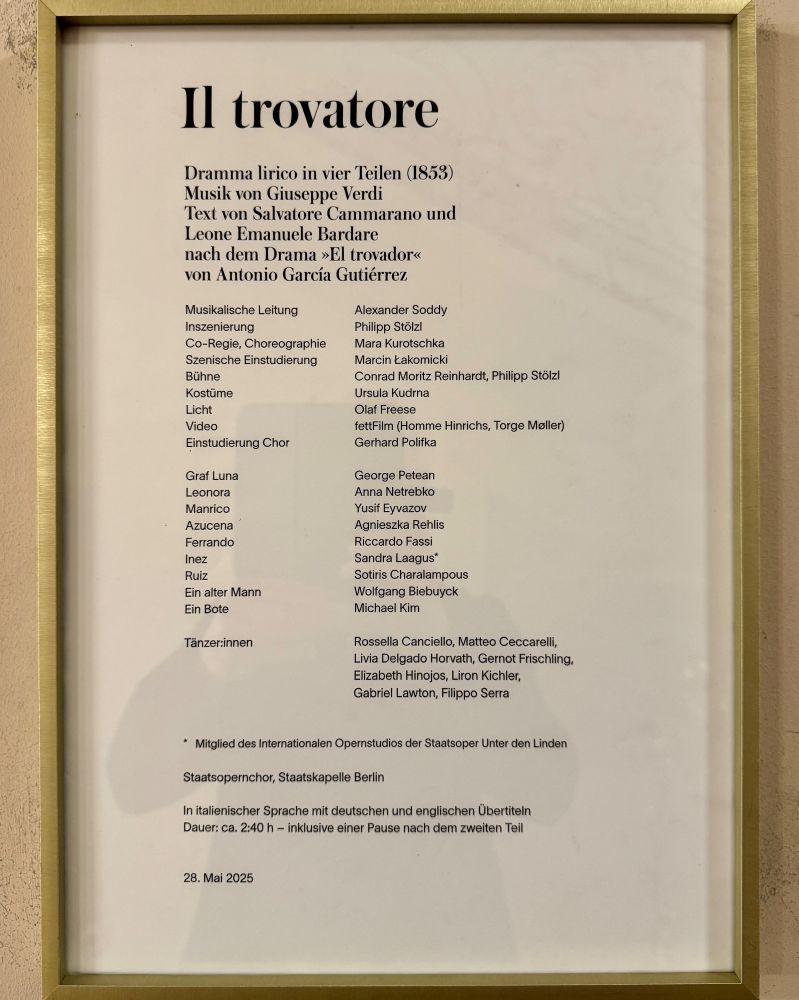 Il trovatore
Dramma lirico in vier Teilen (1853)
Musik von Giuseppe Verdi
Text von Salvatore Cammarano und
Leone Emanuele Bardare
nach dem Drama »El trovador«
von Antonio García Gutiérrez
Musikalische Leitung Alexander Soddy
Inszenierung Philipp Stölzl
Co-Regie, Choreographie Mara Kurotschka
Szenische Einstudierung Marcin Łakomicki
Bühne Conrad Moritz Reinhardt, Philipp Stölzl
Kostüme Ursula Kudrna
Licht Olaf Freese
Video fettFilm (Homme Hinrichs, Torge Møller)
Einstudierung Chor Gerhard Polifka
Graf Luna George Petean
Leonora Anna Netrebko
Manrico Yusif Eyvazov
Azucena Agnieszka Rehlis
Ferrando Riccardo Fassi
Inez Sandra Laagus*
Ruiz Sotiris Charalampous
Ein alter Mann Wolfgang Biebuyck
Ein Bote Michael Kim
Tänzer:innen Rossella Canciello, Matteo Ceccarelli,
Livia Delgado Horvath, Gernot Frischling,
Elizabeth Hinojos, Liron Kichler,
Gabriel Lawton, Filippo Serra
* Mitglied des Internationalen Opernstudios der Staatsoper Unter den Linden
Staatsopernchor, Staatskapelle Berlin
In italienischer Sprache mit deutschen und englischen Übertiteln
Dauer: ca. 2:40 h – inklusive einer Pause nach dem zweiten Teil
28. Mai 2025